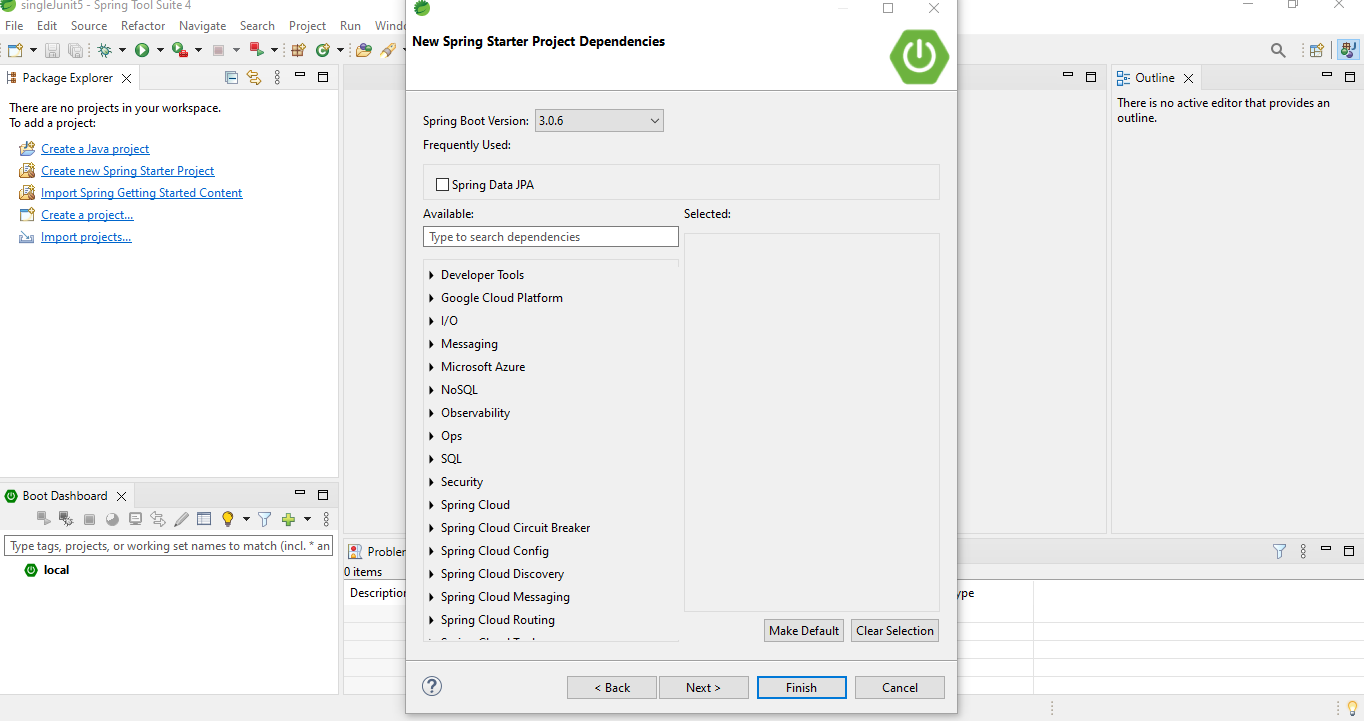 singleJunit5 - Spring Tool Suite 4
File Edit Source Refactor Navigate Search Project Run
Package Explorer
There are no projects in your workspace.
To add a project:
Create a Java project
Create new Spring Starter Project
Import Spring Getting Started Content
Create a project...
Import projects...
Boot Dashboard
Type tags, projects, or working set names to match (incl. * an
local
New Spring Starter Project Dependencies
Spring Boot Version: 3.0.6
Frequently Used:
Spring Data JPA
Available: Selected:
Type to search dependencies
Developer Tools
Google Cloud Platform
I/O
Messaging
Microsoft Azure
NoSQL
Observability
Ops
SQL
Security
Spring Cloud
Spring Cloud Circuit Breaker
Spring Cloud Config
Spring Cloud Discovery
Spring Cloud Messaging
Spring Cloud Routing
Make Default Clear Selection
? < Back Next > Finish Cancel
Outline
There is no active editor that provides an
outline.
0 items